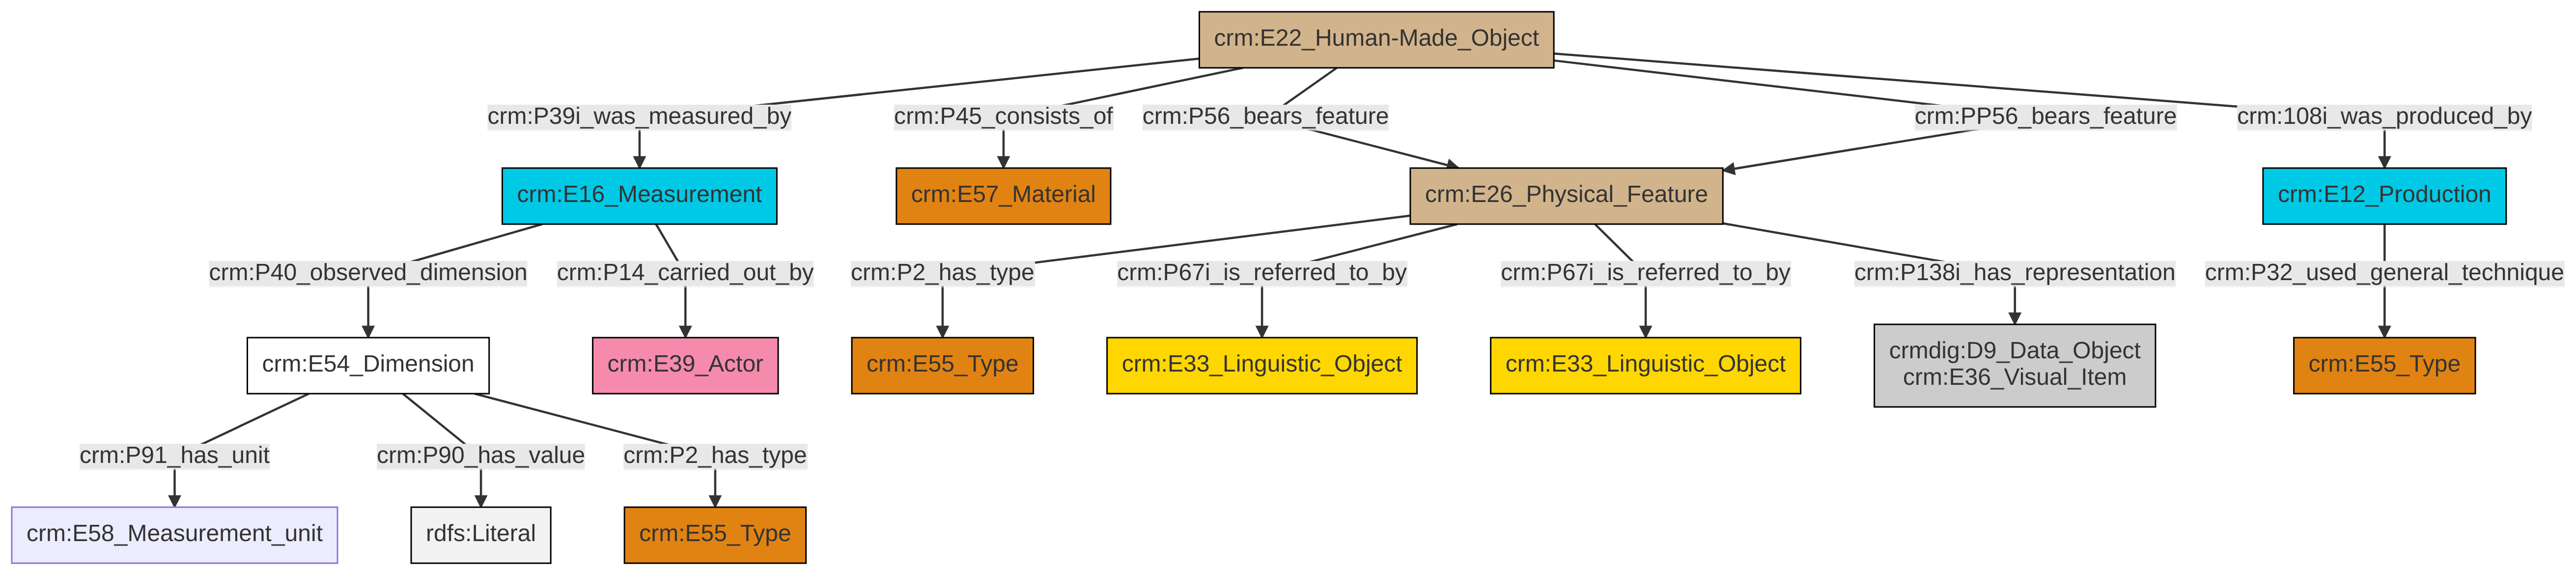 crm:E22_Human-Made_Object
crm:P39i_was_measured_by
crm:P45_consists_of
crm:P56_bears_feature
crm:PP56_bears_feature
crm:108i_was_produced_by
crm:E16_Measurement
crm:E57_Material
crm:E26_Physical_Feature
crm:E12_Production
crm:P40_observed_dimension
crm:P14_carried_out_by
crm:P2_has_type
crm:P67i_is_referred_to_by
crm:P67i_is_referred_to_by
crm:P138i_has_representation
crm:P32_used_general_technique
crm:E54_Dimension
crm:E39_Actor
crm:E55_Type
crm:E33_Linguistic_Object
crm:E33_Linguistic_Object
crmdig:D9_Data_Object
crm:E36_Visual_Item
crm:E55_Type
crm:P91_has_unit
crm:P90_has_value
crm:P2_has_type
crm:E58_Measurement_unit
rdfs:Literal
crm:E55_Type